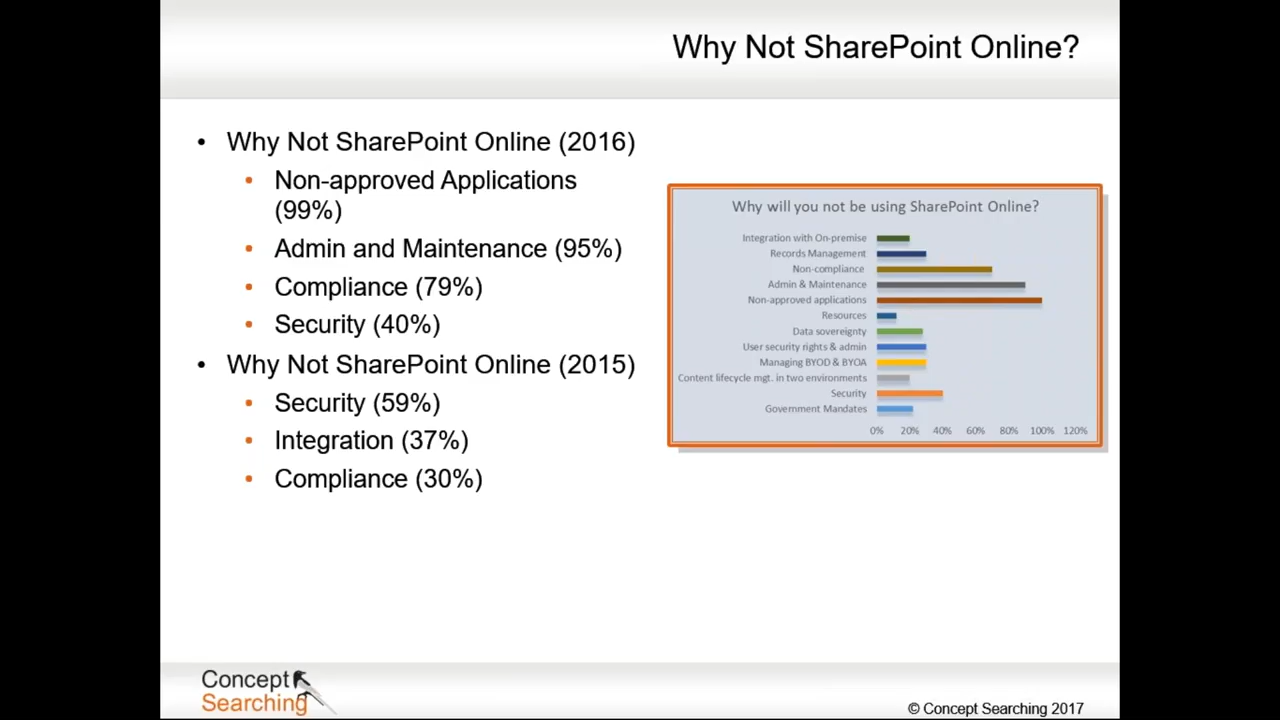 Why Not SharePoint Online?
• Why Not SharePoint Online (2016)
• Non-approved Applications
(99%)
• Admin and Maintenance (95%)
• Compliance (79%)
• Security (40%)
• Why Not SharePoint Online (2015)
• Security (59%)
• Integration (37%)
• Compliance (30%)
Why will you not be using SharePoint Online?
Integration with On-premise
Records Management
Non-compliance
Admin & Maintenance
Non-approved applications
Resources
Data sovereignty
User security rights & admin
Managing BYOD & BYOA
Content lifecycle mgt. in two environments
Security
Government Mandates
0% 20% 40% 60% 80% 100% 120%
Concept
Searching
© Concept Searching 2017